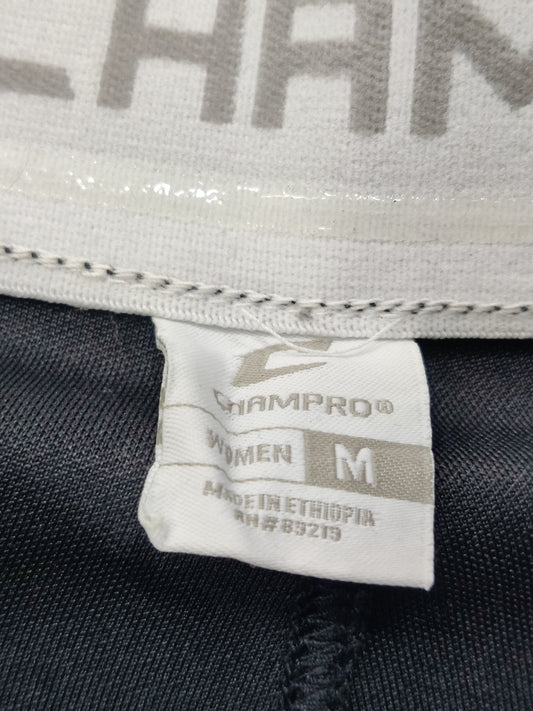 CHAM
CHAMPRO®
WOMEN M
MADE IN ETHIOPIA
RN#89219